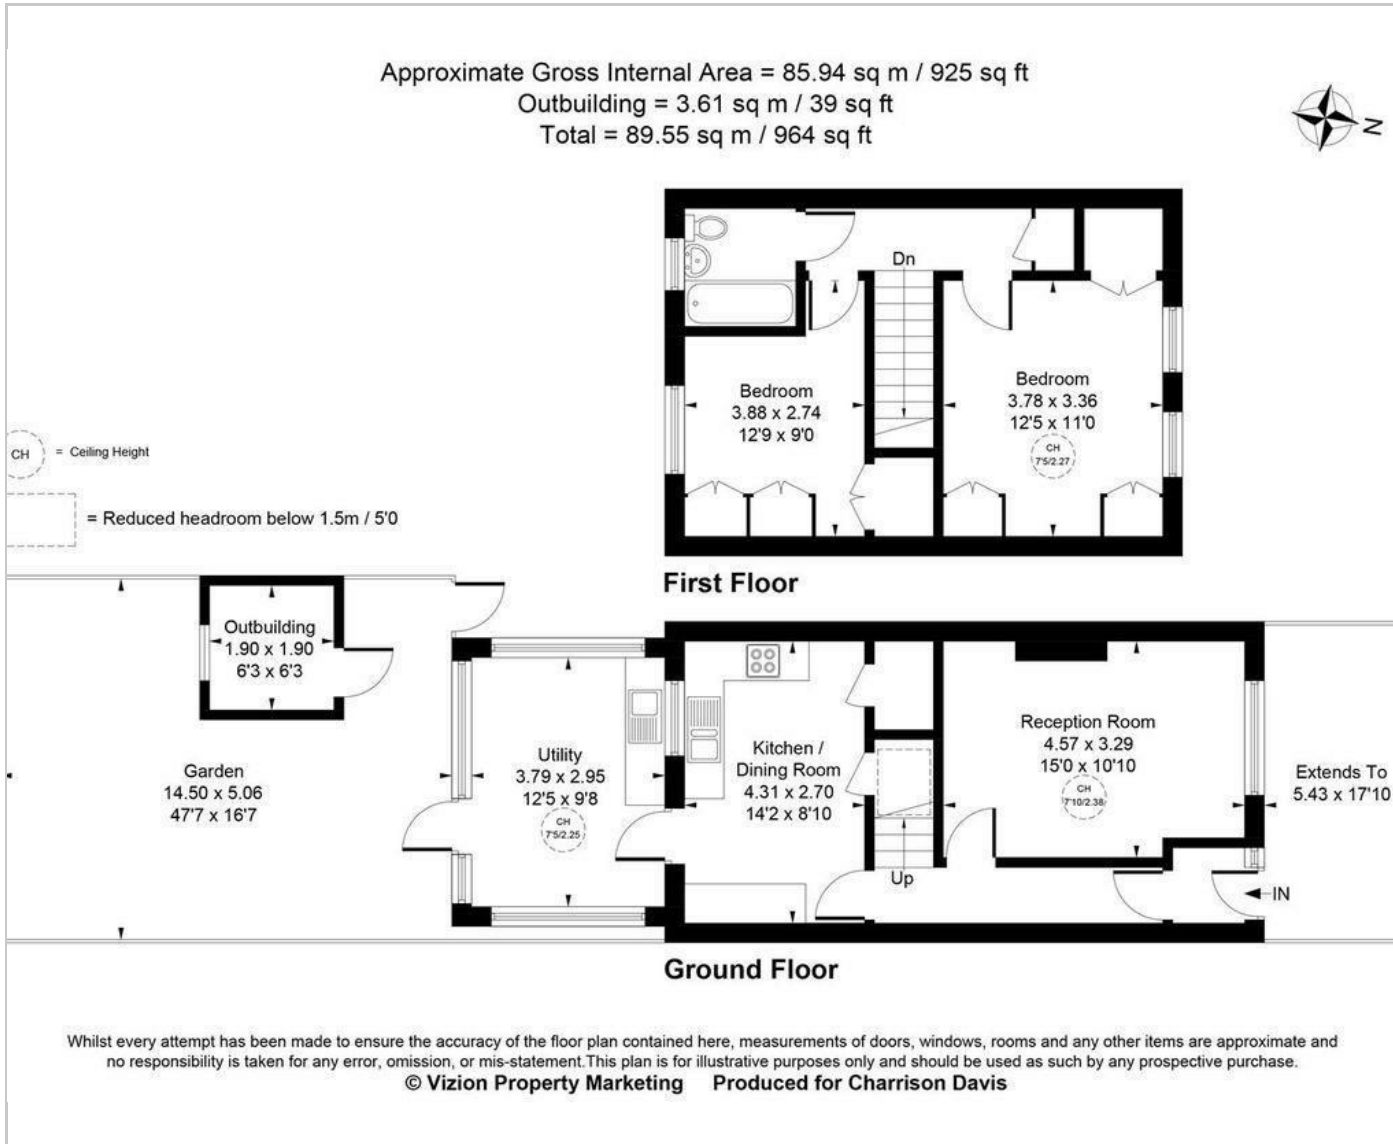 Approximate Gross Internal Area = 85.94 sq m / 925 sq ft
Outbuilding = 3.61 sq m / 39 sq ft
Total = 89.55 sq m / 964 sq ft
N
Dn
Bedroom
3.88 x 2.74
12'9 x 9'0
Bedroom
3.78 x 3.36
12'5 x 11'0
CH
7'5/2.27
CH
= Ceiling Height
= Reduced headroom below 1.5m / 5'0
First Floor
Outbuilding
1.90 x 1.90
6'3 x 6'3
Garden
14.50 x 5.06
47'7 x 16'7
Utility
3.79 x 2.95
12'5 x 9'8
CH
7'5/2.25
Kitchen /
Dining Room
4.31 x 2.70
14'2 x 8'10
Up
Reception Room
4.57 x 3.29
15'0 x 10'10
CH
7'10/2.38
Extends To
5.43 x 17'10
IN
Ground Floor
Whilst every attempt has been made to ensure the accuracy of the floor plan contained here, measurements of doors, windows, rooms and any other items are approximate and
no responsibility is taken for any error, omission, or mis-statement.This plan is for illustrative purposes only and should be used as such by any prospective purchase.
© Vizion Property Marketing Produced for Charrison Davis